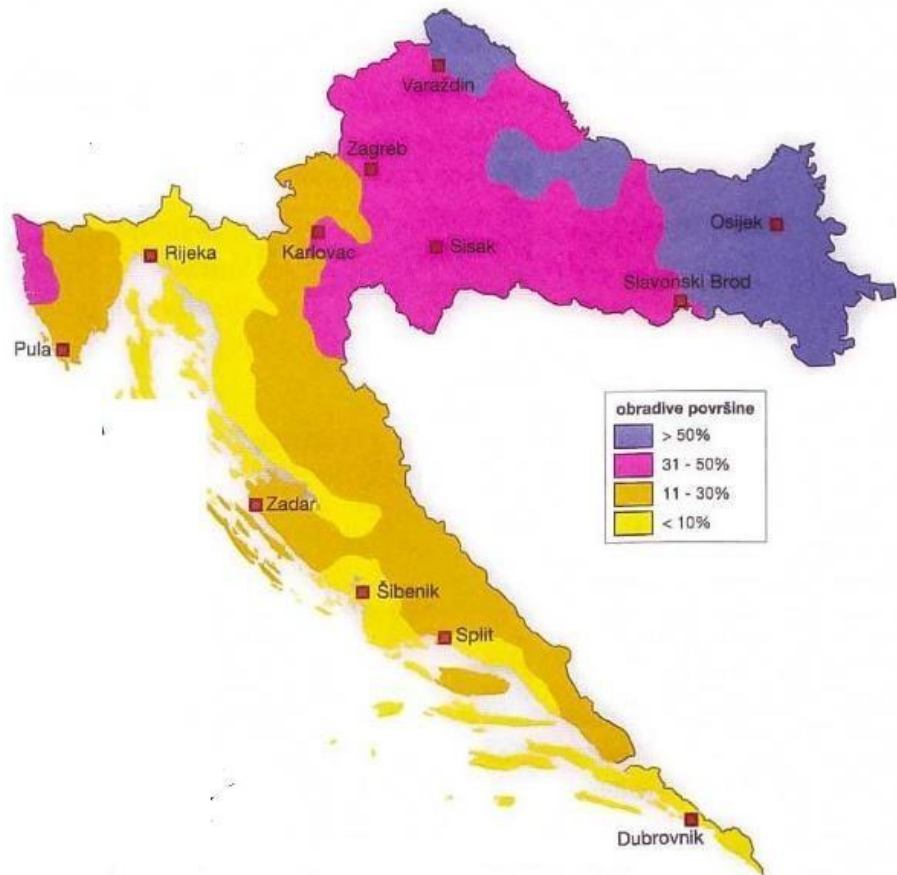 Varaždin
Zagreb
Osijek
Rijeka
Karlovac
Sisak
Slavonski Brod
Pula
obradive površine
> 50%
31 - 50%
11 - 30%
< 10%
Zadar
Šibenik
Split
Dubrovnik